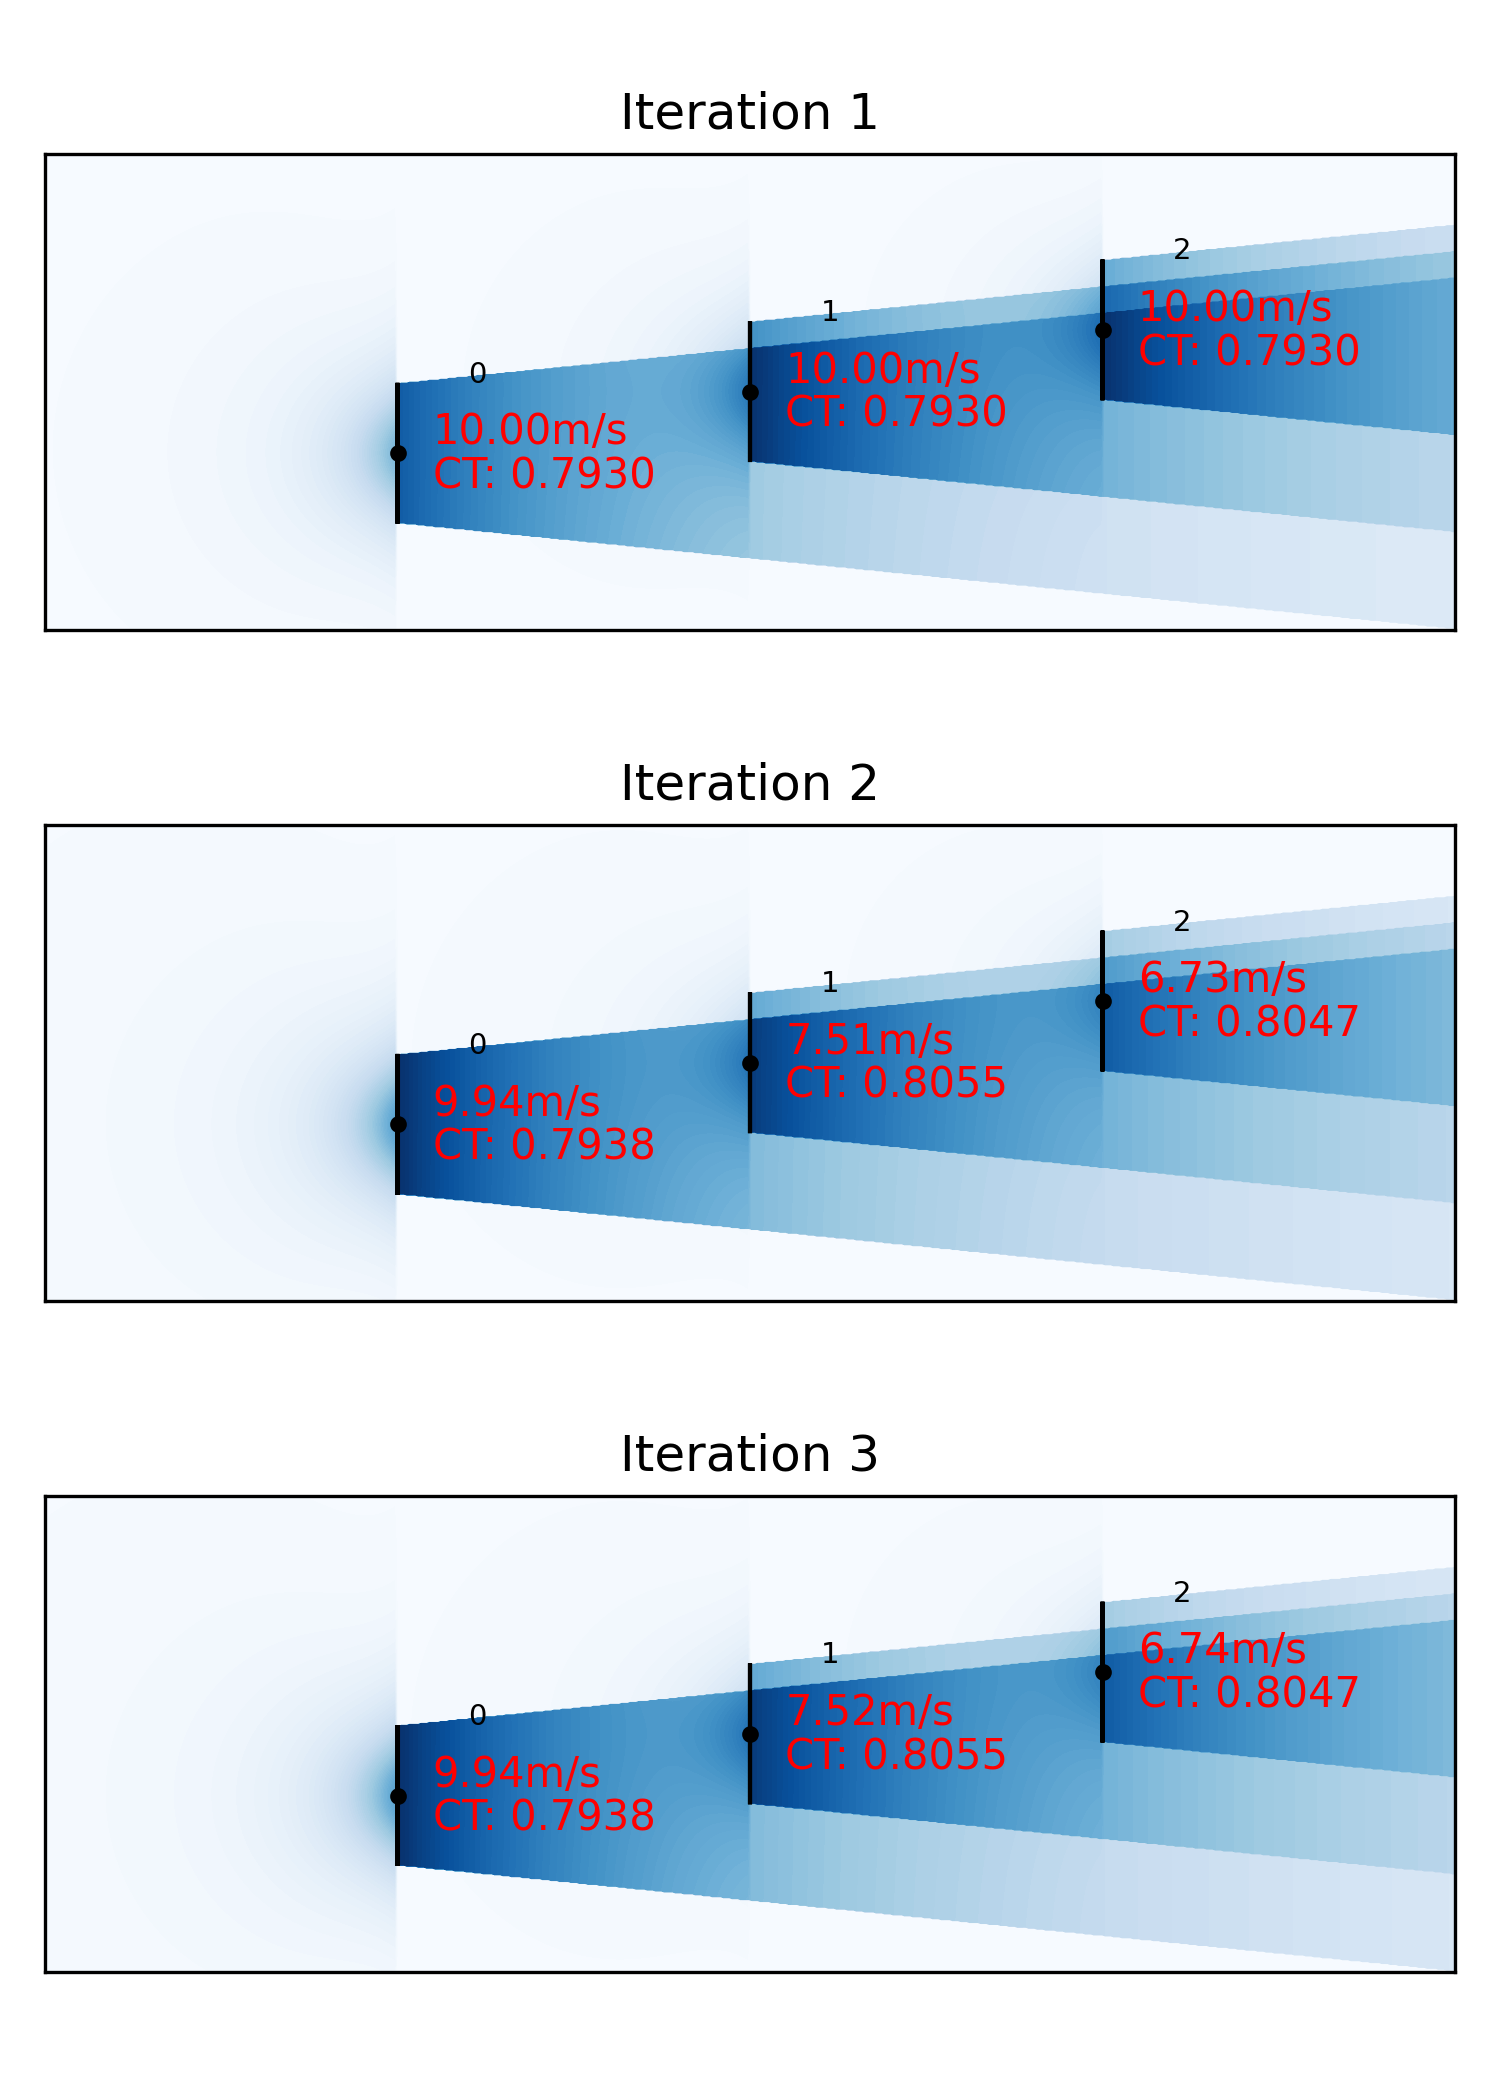 Iteration 1
0
10.00m/s
CT: 0.7930
1
10.00m/s
CT: 0.7930
2
10.00m/s
CT: 0.7930
Iteration 2
0
9.94m/s
CT: 0.7938
1
7.51m/s
CT: 0.8055
2
6.73m/s
CT: 0.8047
Iteration 3
0
9.94m/s
CT: 0.7938
1
7.52m/s
CT: 0.8055
2
6.74m/s
CT: 0.8047